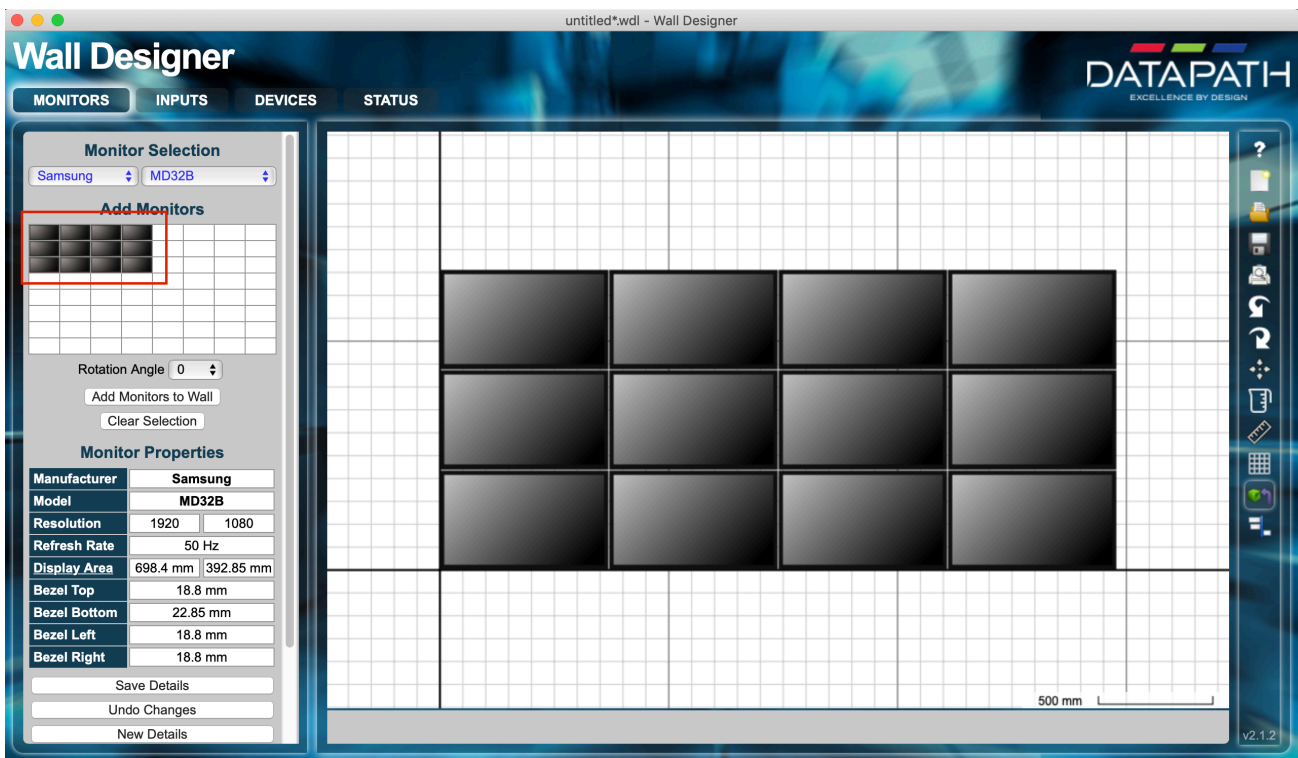 untitled*.wdl - Wall Designer
Wall Designer
DATAPATH
EXCELLENCE BY DESIGN
MONITORS INPUTS DEVICES STATUS
Monitor Selection
Samsung MD32B
Add Monitors
Rotation Angle 0
Add Monitors to Wall
Clear Selection
Monitor Properties
Manufacturer Samsung
Model MD32B
Resolution 1920 1080
Refresh Rate 50 Hz
Display Area 698.4 mm 392.85 mm
Bezel Top 18.8 mm
Bezel Bottom 22.85 mm
Bezel Left 18.8 mm
Bezel Right 18.8 mm
Save Details
Undo Changes
New Details
500 mm
?
v2.1.2